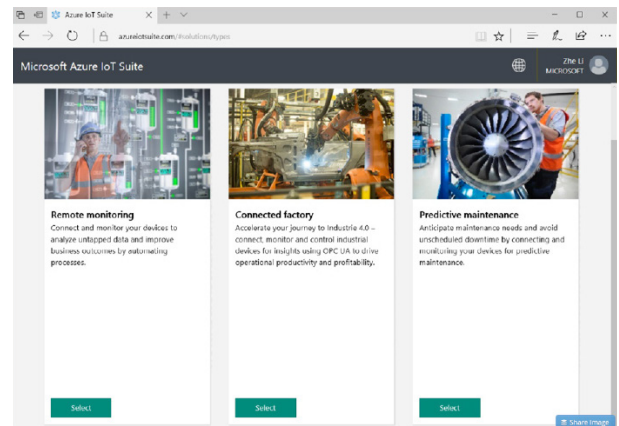 Azure IoT Suite
azureiotsuite.com/#solutions/types
Microsoft Azure IoT Suite
Zhe Li
MICROSOFT
Remote monitoring
Connect and monitor your devices to
analyze untapped data and improve
business outcomes by automating
processes.
Select
Connected factory
Accelerate your journey to Industrie 4.0 –
connect, monitor and control industrial
devices for insights using OPC UA to drive
operational productivity and profitability.
Select
Predictive maintenance
Anticipate maintenance needs and avoid
unscheduled downtime by connecting and
monitoring your devices for predictive
maintenance.
Select
Share Image